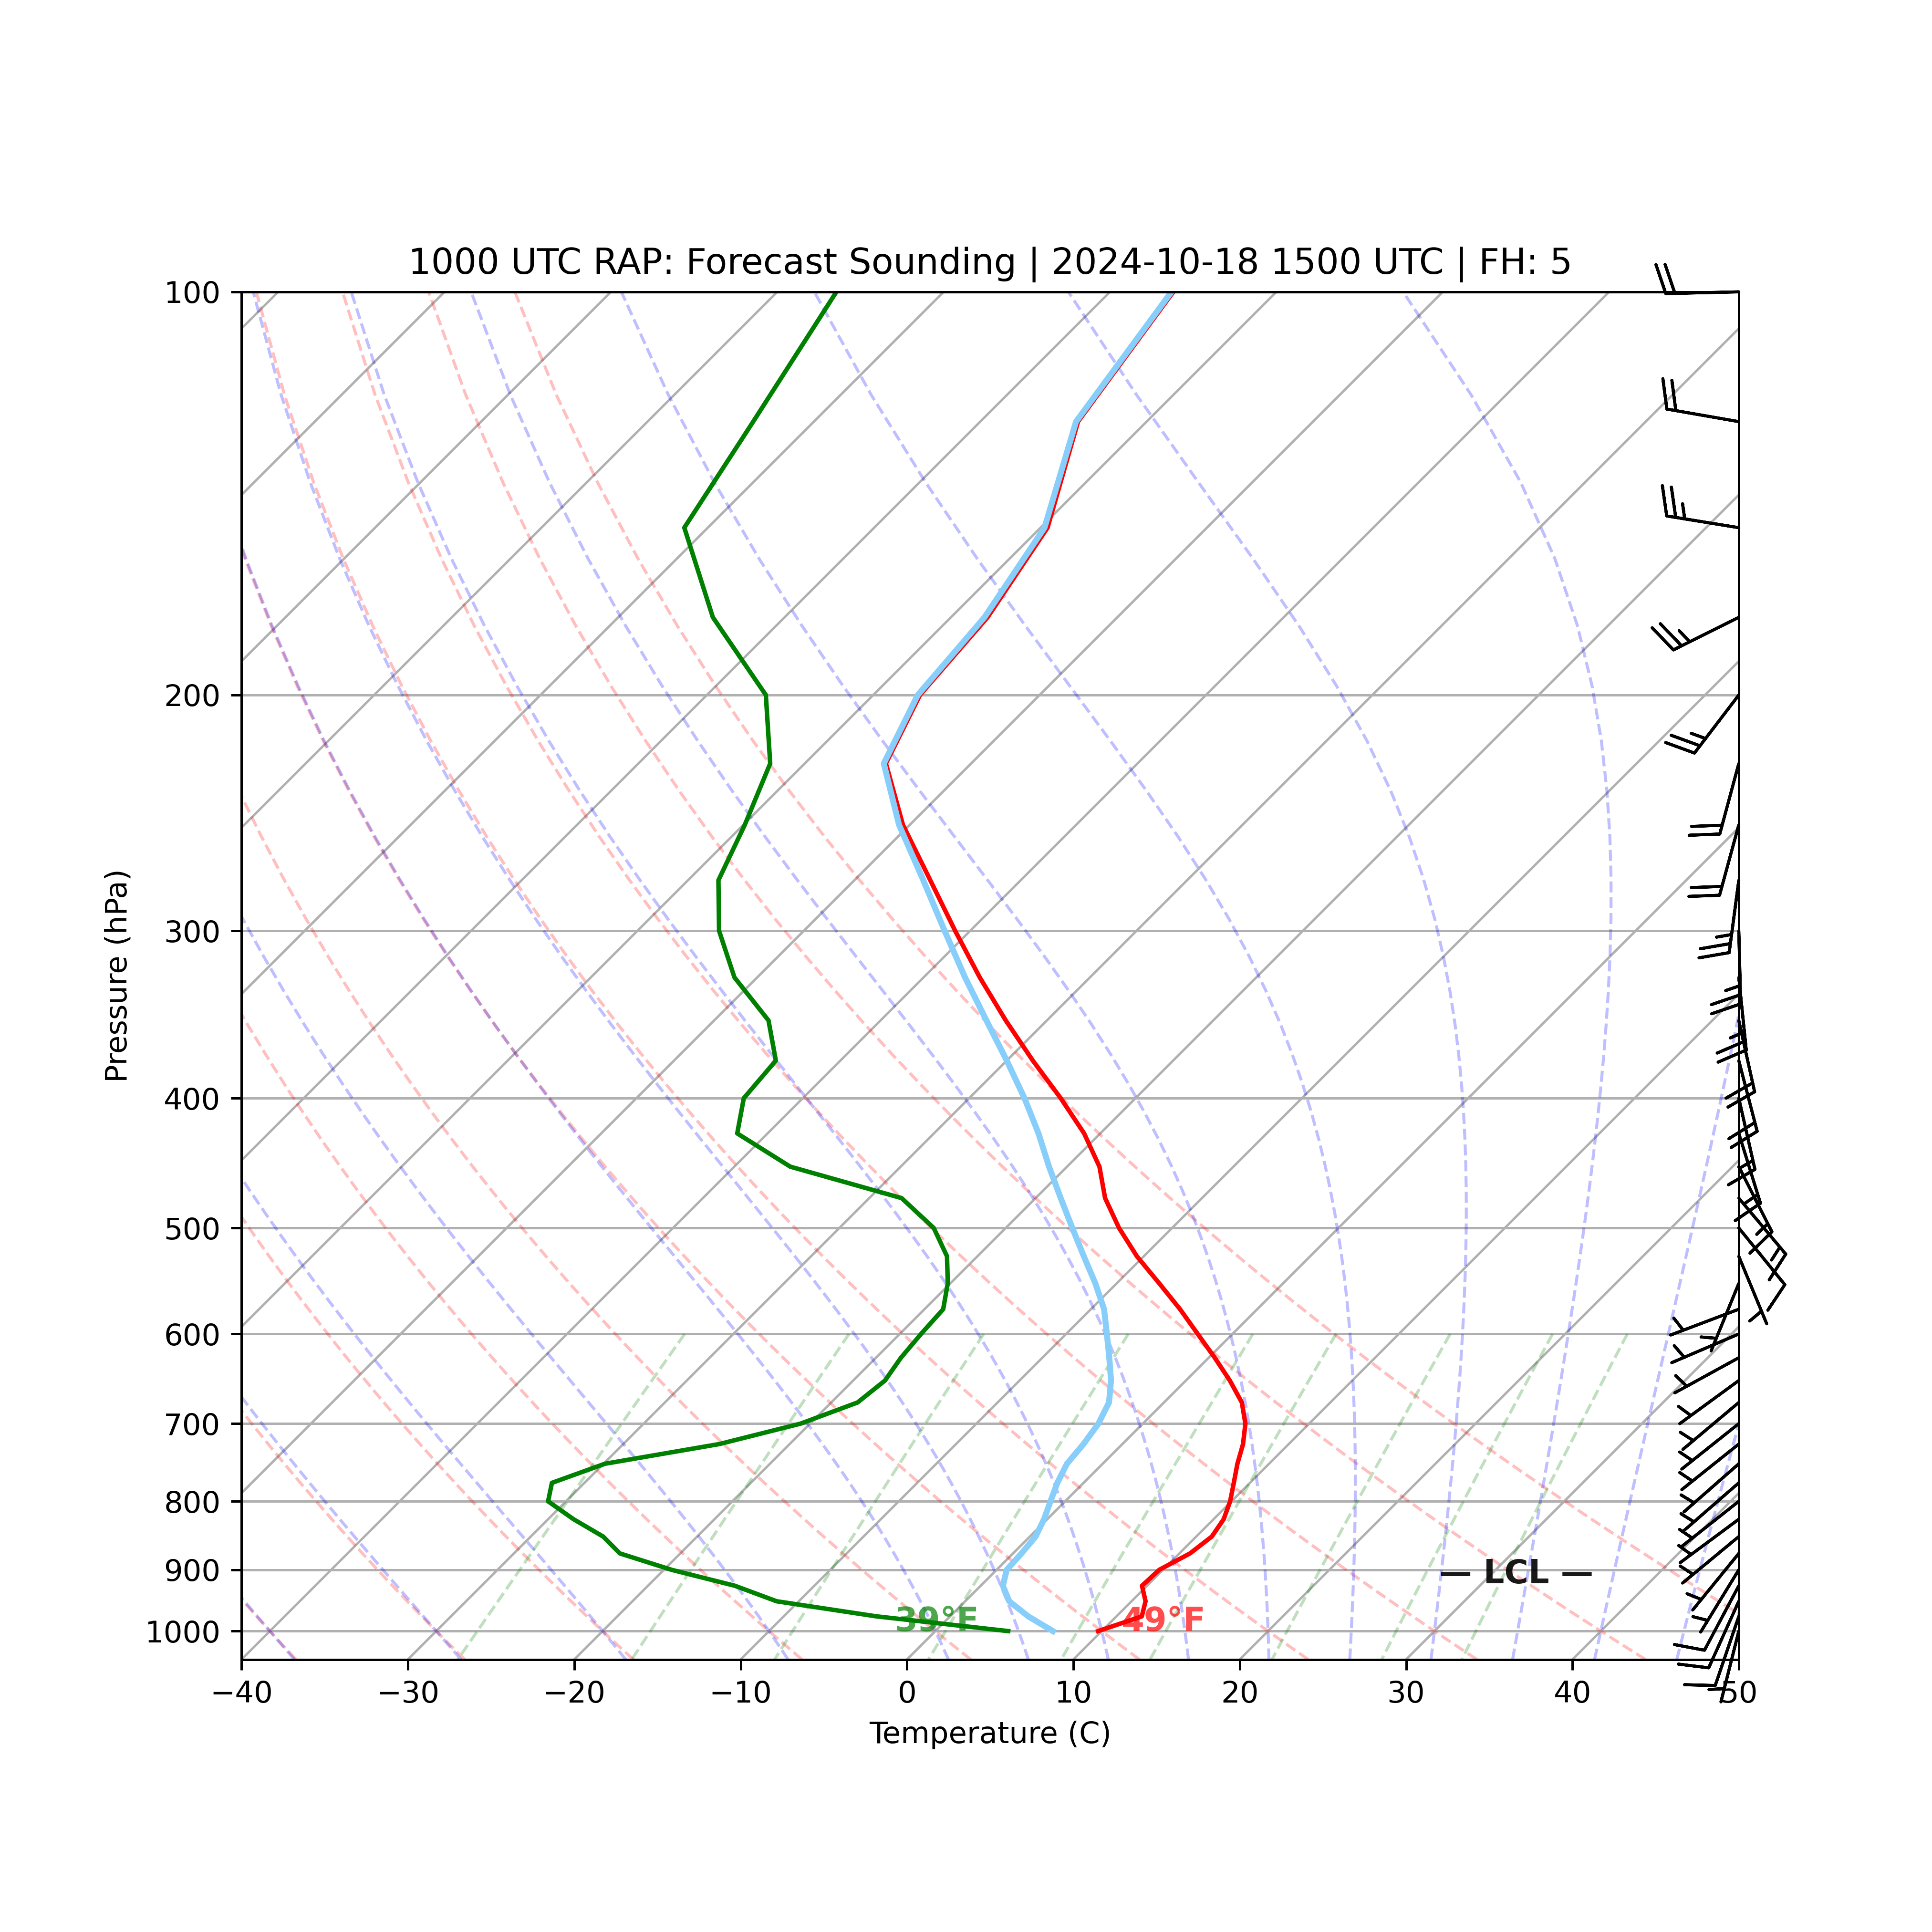 1000 UTC RAP: Forecast Sounding | 2024-10-18 1500 UTC | FH: 5
100
200
300
400
500
600
700
800
900
1000
Pressure (hPa)
— LCL —
39°F
49°F
−40 −30 −20 −10 0 10 20 30 40 50
Temperature (C)